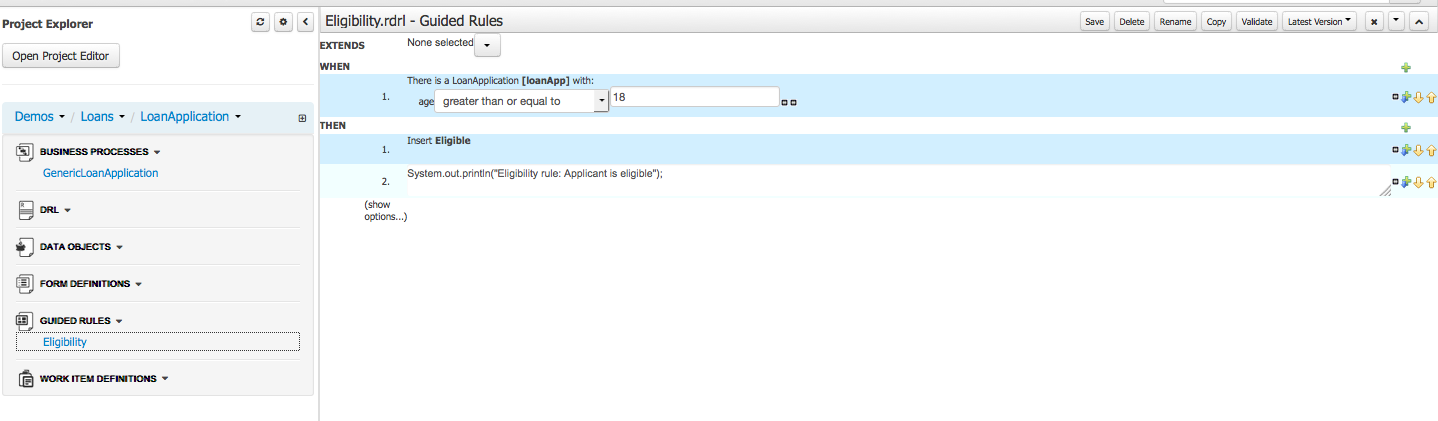 Project Explorer
Open Project Editor
Demos / Loans / LoanApplication
BUSINESS PROCESSES
GenericLoanApplication
DRL
DATA OBJECTS
FORM DEFINITIONS
GUIDED RULES
Eligibility
WORK ITEM DEFINITIONS
Eligibility.rdrl - Guided Rules
Save Delete Rename Copy Validate Latest Version
EXTENDS None selected
WHEN
There is a LoanApplication [loanApp] with:
1. age greater than or equal to 18
THEN
1. Insert Eligible
2. System.out.println("Eligibility rule: Applicant is eligible");
(show
options...)